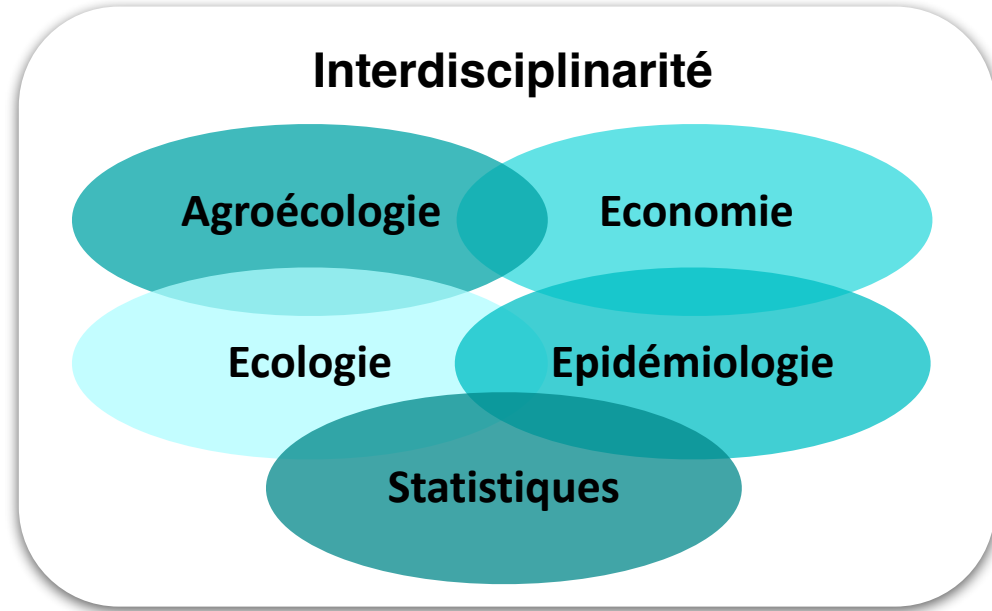 Interdisciplinarité
Agroécologie
Economie
Ecologie
Epidémiologie
Statistiques